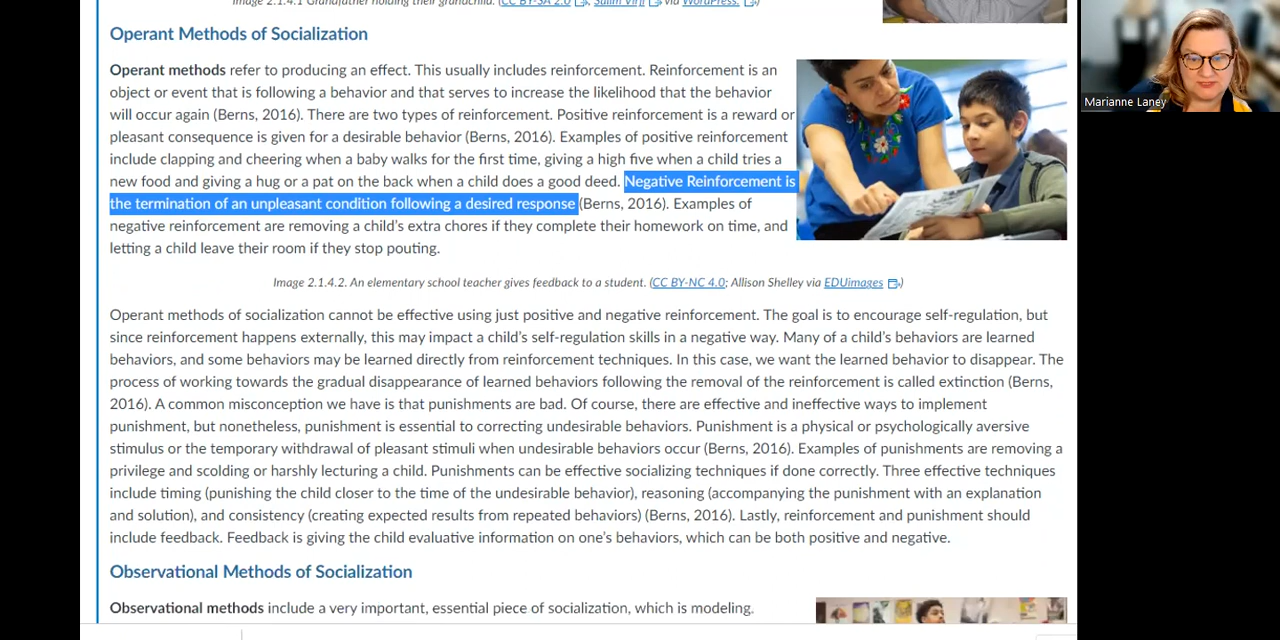 Image 2.1.4.1 Grandfather holding their grandchild. (CC BY-SA 2.0, Salim Virji via WordPress.)
Operant Methods of Socialization
Operant methods refer to producing an effect. This usually includes reinforcement. Reinforcement is an
object or event that is following a behavior and that serves to increase the likelihood that the behavior
will occur again (Berns, 2016). There are two types of reinforcement. Positive reinforcement is a reward or
pleasant consequence is given for a desirable behavior (Berns, 2016). Examples of positive reinforcement
include clapping and cheering when a baby walks for the first time, giving a high five when a child tries a
new food and giving a hug or a pat on the back when a child does a good deed. Negative Reinforcement is
the termination of an unpleasant condition following a desired response (Berns, 2016). Examples of
negative reinforcement are removing a child's extra chores if they complete their homework on time, and
letting a child leave their room if they stop pouting.
Image 2.1.4.2. An elementary school teacher gives feedback to a student. (CC BY-NC 4.0; Allison Shelley via EDUimages)
Operant methods of socialization cannot be effective using just positive and negative reinforcement. The goal is to encourage self-regulation, but
since reinforcement happens externally, this may impact a child's self-regulation skills in a negative way. Many of a child's behaviors are learned
behaviors, and some behaviors may be learned directly from reinforcement techniques. In this case, we want the learned behavior to disappear. The
process of working towards the gradual disappearance of learned behaviors following the removal of the reinforcement is called extinction (Berns,
2016). A common misconception we have is that punishments are bad. Of course, there are effective and ineffective ways to implement
punishment, but nonetheless, punishment is essential to correcting undesirable behaviors. Punishment is a physical or psychologically aversive
stimulus or the temporary withdrawal of pleasant stimuli when undesirable behaviors occur (Berns, 2016). Examples of punishments are removing a
privilege and scolding or harshly lecturing a child. Punishments can be effective socializing techniques if done correctly. Three effective techniques
include timing (punishing the child closer to the time of the undesirable behavior), reasoning (accompanying the punishment with an explanation
and solution), and consistency (creating expected results from repeated behaviors) (Berns, 2016). Lastly, reinforcement and punishment should
include feedback. Feedback is giving the child evaluative information on one's behaviors, which can be both positive and negative.
Observational Methods of Socialization
Observational methods include a very important, essential piece of socialization, which is modeling.
Marianne Laney